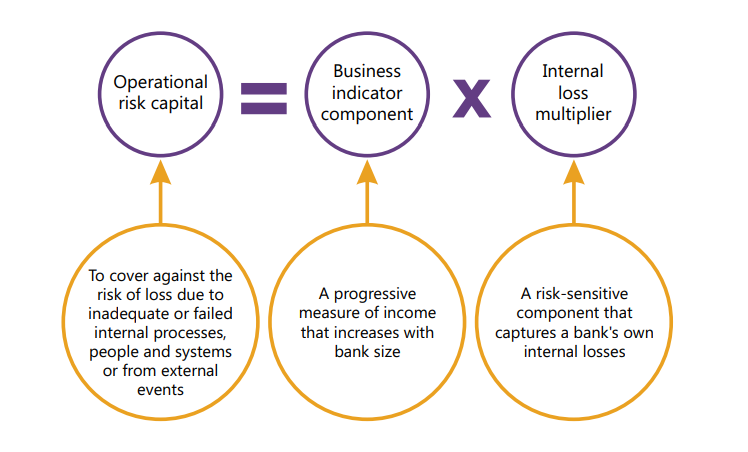 Operational
risk capital
=
Business
indicator
component
x
Internal
loss
multiplier
To cover against the
risk of loss due to
inadequate or failed
internal processes,
people and systems
or from external
events
A progressive
measure of income
that increases with
bank size
A risk-sensitive
component that
captures a bank's own
internal losses